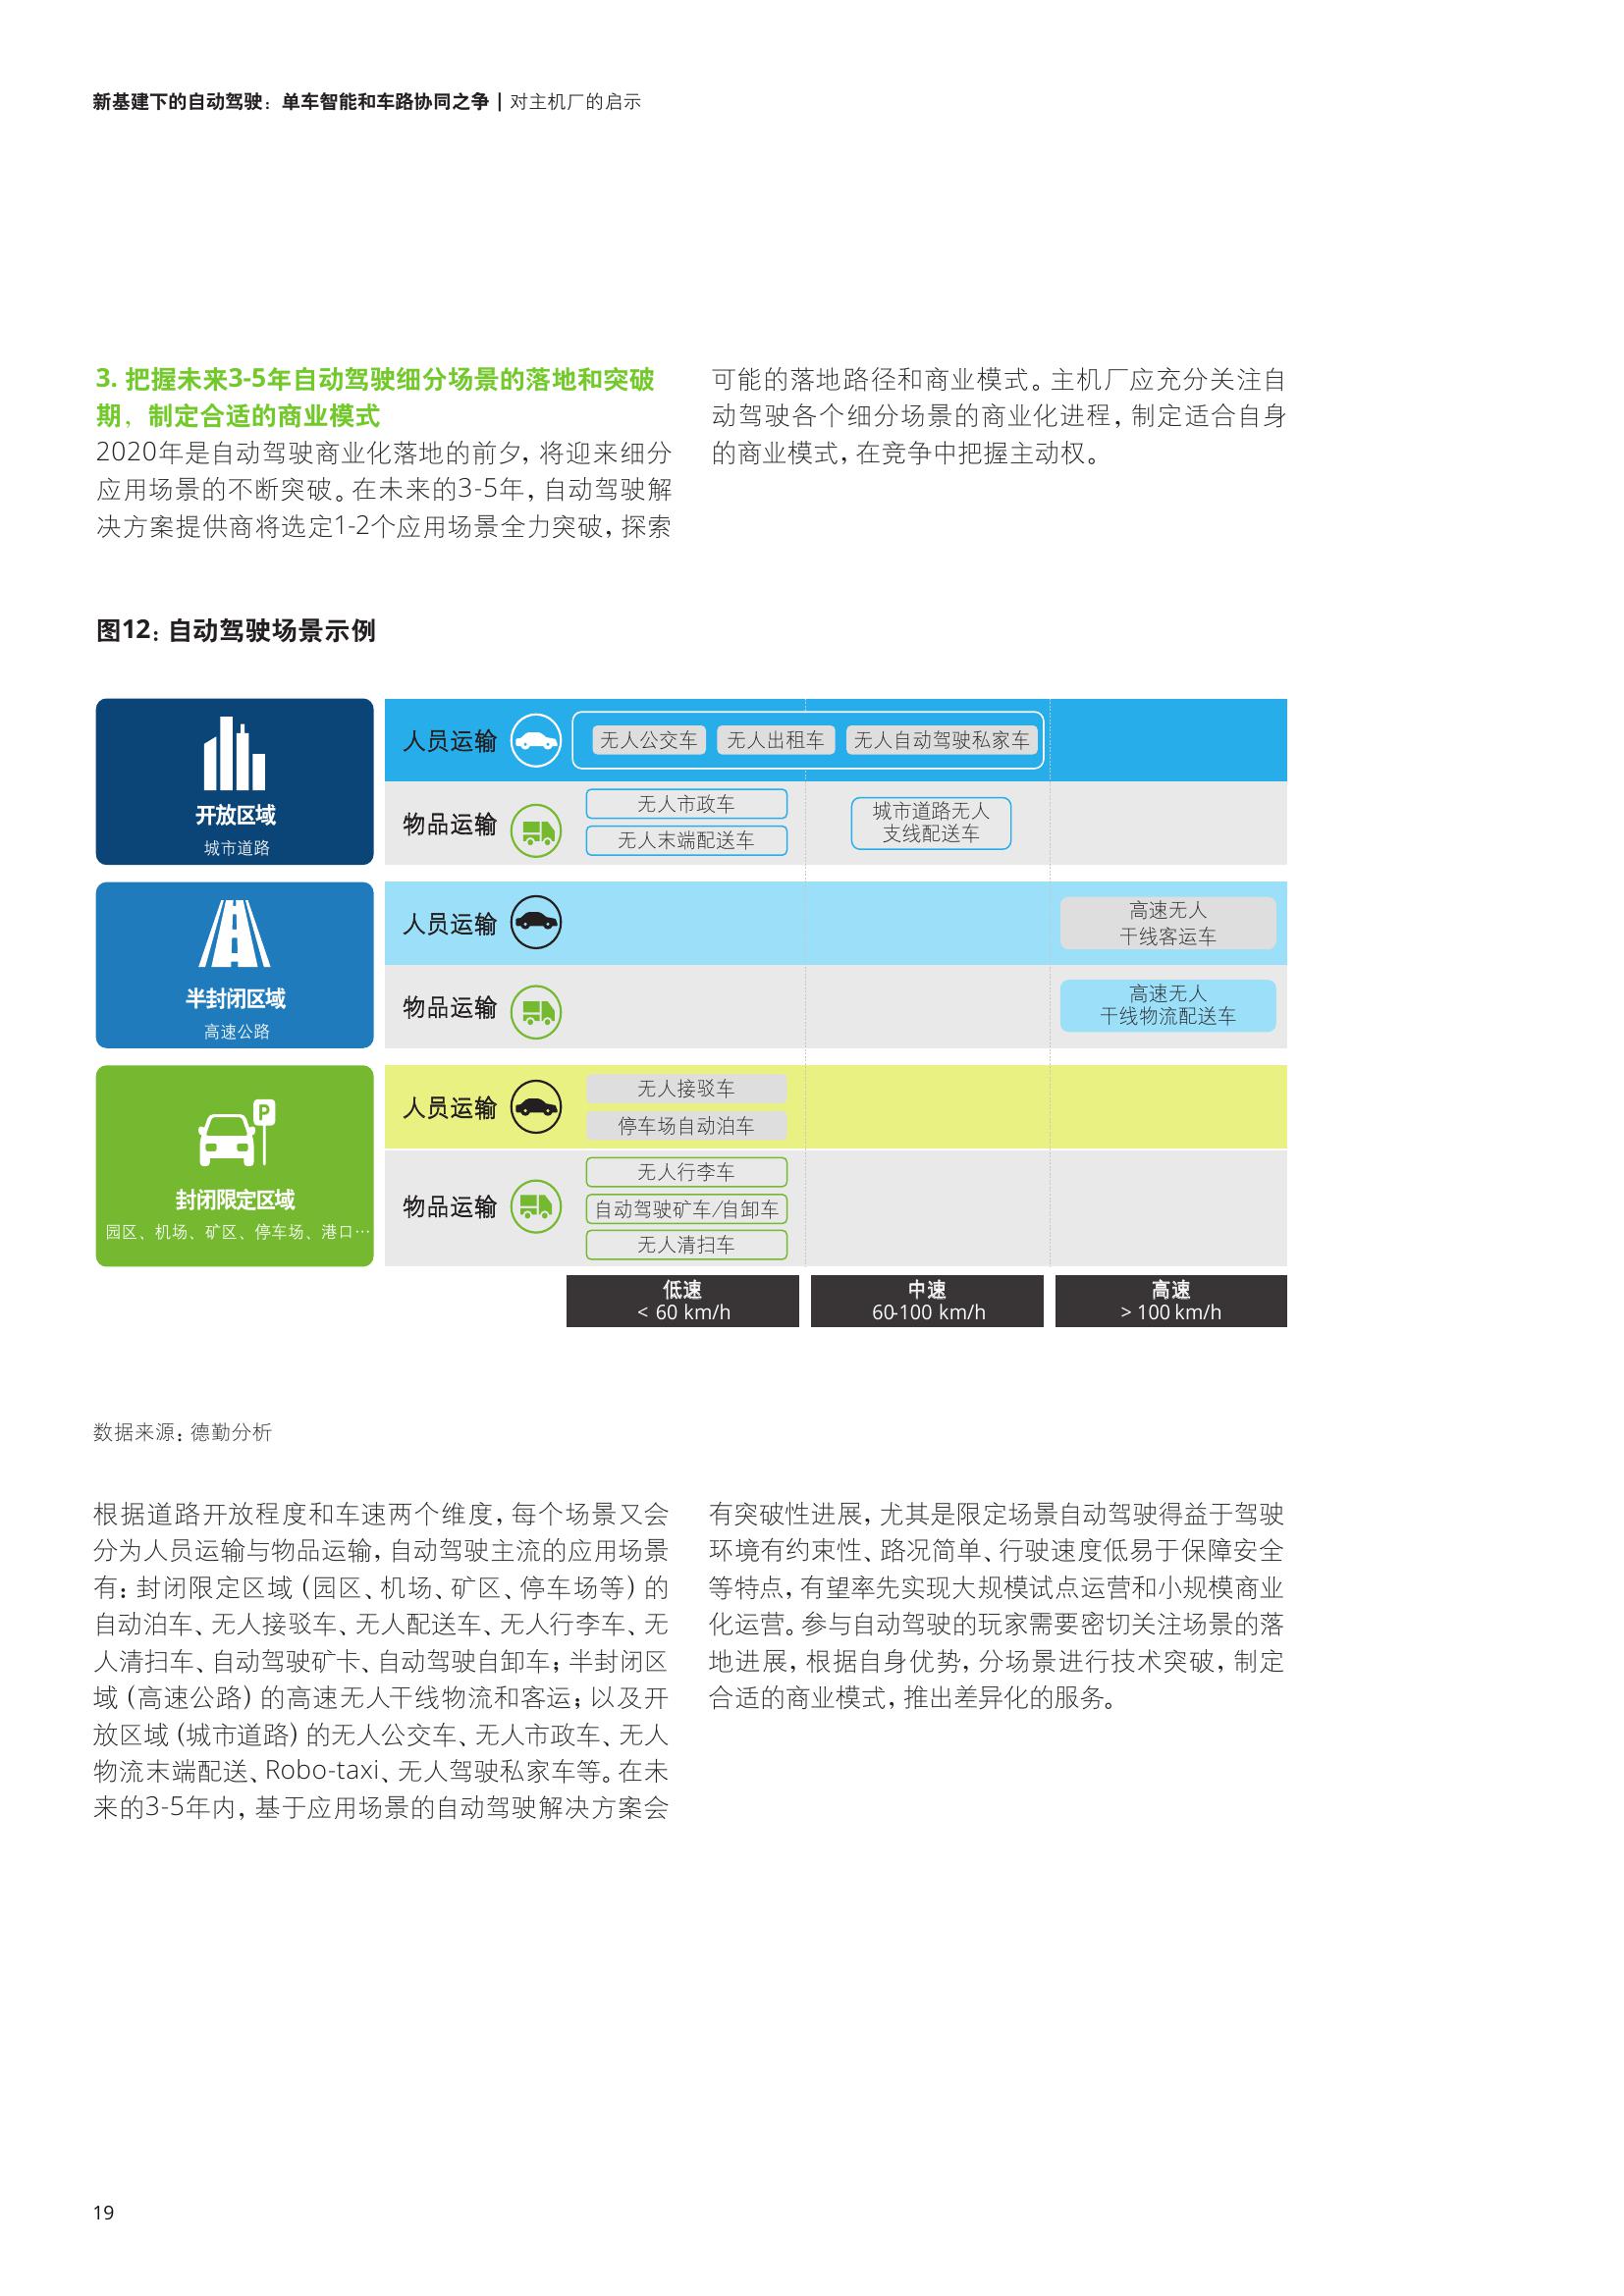 新基建下的自动驾驶：单车智能和车路协同之争 | 对主机厂的启示
3. 把握未来3-5年自动驾驶细分场景的落地和突破
期，制定合适的商业模式
2020年是自动驾驶商业化落地的前夕，将迎来细分
应用场景的不断突破。在未来的3-5年，自动驾驶解
决方案提供商将选定1-2个应用场景全力突破，探索
可能的落地路径和商业模式。主机厂应充分关注自
动驾驶各个细分场景的商业化进程，制定适合自身
的商业模式，在竞争中把握主动权。
图12：自动驾驶场景示例
开放区域
城市道路
人员运输
无人公交车 无人出租车 无人自动驾驶私家车
物品运输
无人市政车
无人末端配送车
城市道路无人
支线配送车
半封闭区域
高速公路
人员运输
高速无人
干线客运车
物品运输
高速无人
干线物流配送车
封闭限定区域
园区、机场、矿区、停车场、港口…
人员运输
无人接驳车
停车场自动泊车
物品运输
无人行李车
自动驾驶矿车/自卸车
无人清扫车
低速
< 60 km/h
中速
60-100 km/h
高速
> 100 km/h
数据来源：德勤分析
根据道路开放程度和车速两个维度，每个场景又会
分为人员运输与物品运输，自动驾驶主流的应用场景
有：封闭限定区域（园区、机场、矿区、停车场等）的
自动泊车、无人接驳车、无人配送车、无人行李车、无
人清扫车、自动驾驶矿卡、自动驾驶自卸车；半封闭区
域（高速公路）的高速无人干线物流和客运；以及开
放区域（城市道路）的无人公交车、无人市政车、无人
物流末端配送、Robo-taxi、无人驾驶私家车等。在未
来的3-5年内，基于应用场景的自动驾驶解决方案会
有突破性进展，尤其是限定场景自动驾驶得益于驾驶
环境有约束性、路况简单、行驶速度低易于保障安全
等特点，有望率先实现大规模试点运营和小规模商业
化运营。参与自动驾驶的玩家需要密切关注场景的落
地进展，根据自身优势，分场景进行技术突破，制定
合适的商业模式，推出差异化的服务。
19